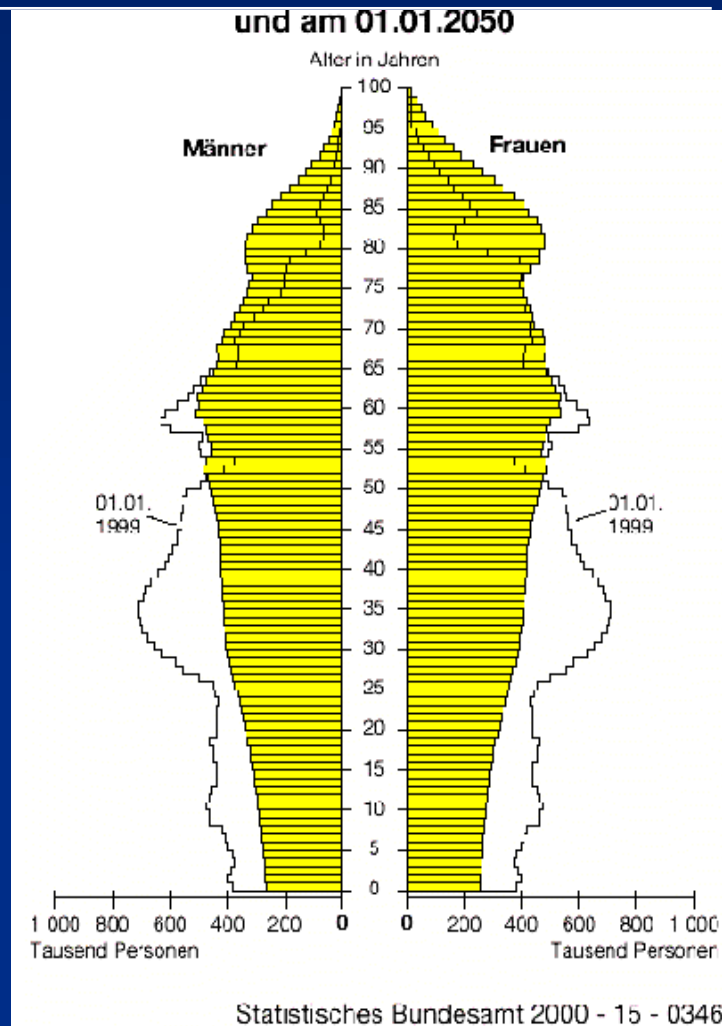 und am 01.01.2050
Alter in Jahren
Männer
Frauen
100
95
90
85
80
75
70
65
60
55
50
45
40
35
30
25
20
15
10
5
0
01.01.
1999
01.01.
1999
1 000 800 600 400 200 0
0 200 400 600 800 1 000
Tausend Personen
Tausend Personen
Statistisches Bundesamt 2000 - 15 - 0346